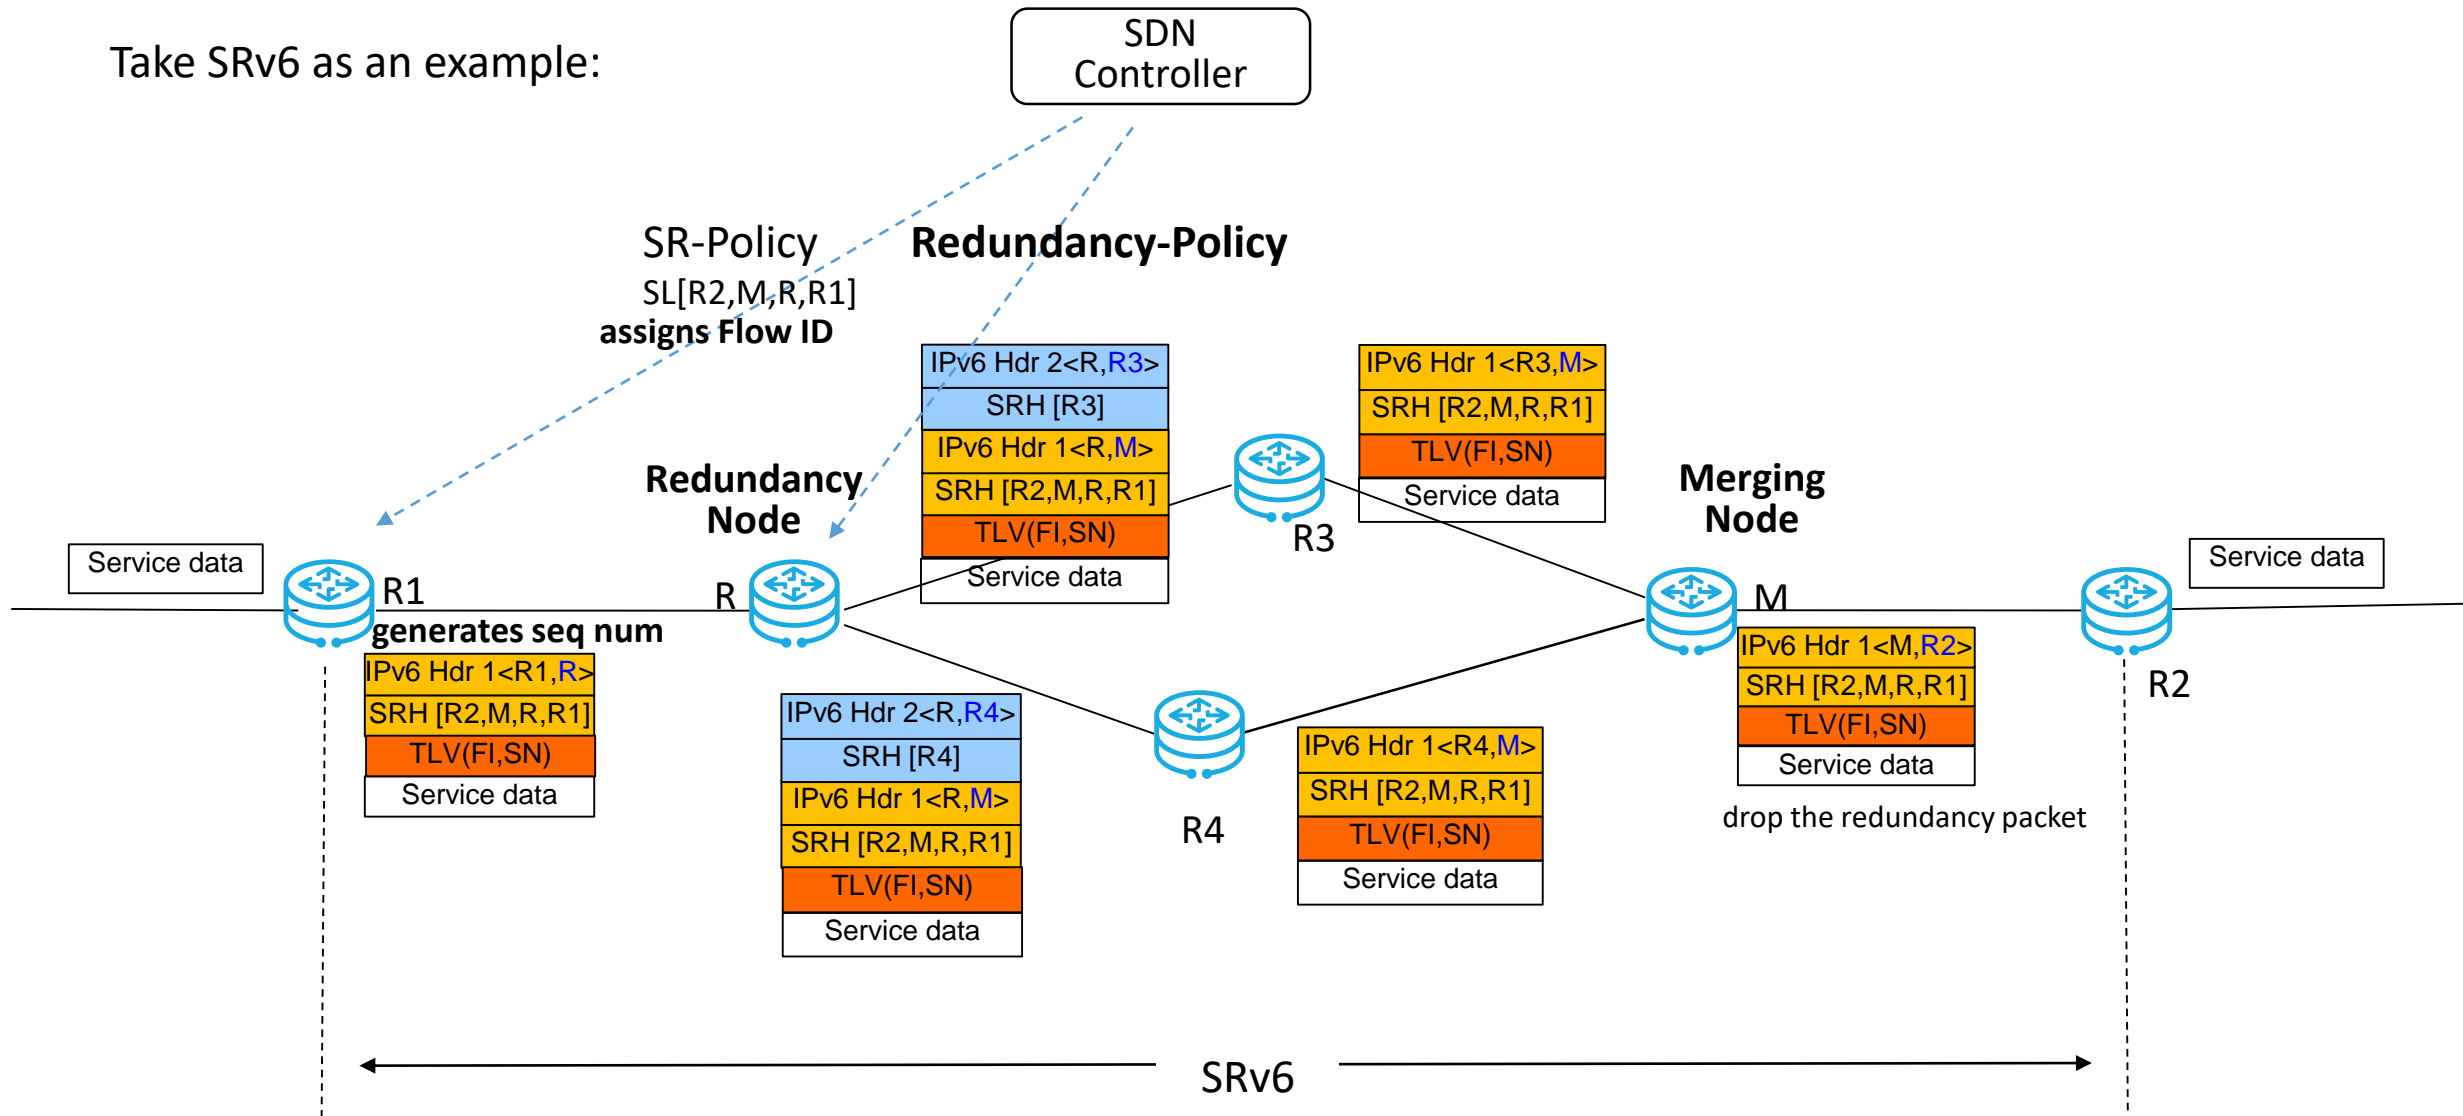 Take SRv6 as an example:
SDN
Controller
SR-Policy
SL[R2,M,R,R1]
assigns Flow ID
Redundancy-Policy
Service data
R1
generates seq num
IPv6 Hdr 1<R1,R>
SRH [R2,M,R,R1]
TLV(FI,SN)
Service data
Redundancy
Node
R
IPv6 Hdr 2<R,R3>
SRH [R3]
IPv6 Hdr 1<R,M>
SRH [R2,M,R,R1]
TLV(FI,SN)
Service data
IPv6 Hdr 2<R,R4>
SRH [R4]
IPv6 Hdr 1<R,M>
SRH [R2,M,R,R1]
TLV(FI,SN)
Service data
R3
IPv6 Hdr 1<R3,M>
SRH [R2,M,R,R1]
TLV(FI,SN)
Service data
R4
IPv6 Hdr 1<R4,M>
SRH [R2,M,R,R1]
TLV(FI,SN)
Service data
Merging
Node
M
IPv6 Hdr 1<M,R2>
SRH [R2,M,R,R1]
TLV(FI,SN)
Service data
drop the redundancy packet
Service data
R2
SRv6